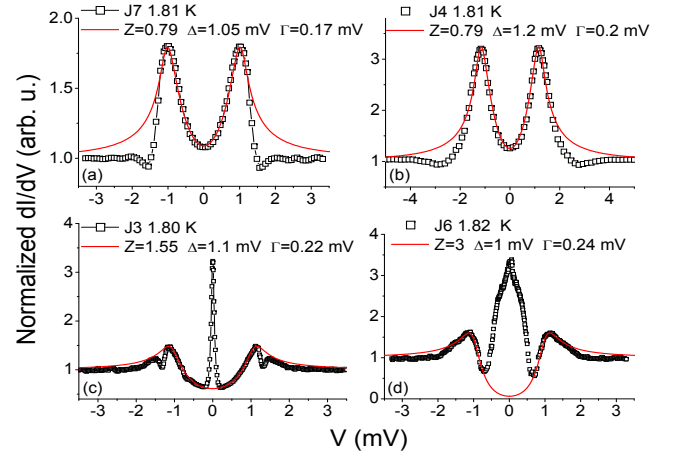 J7 1.81 K
Z=0.79 Δ=1.05 mV Γ=0.17 mV
2.0
1.5
1.0
(a)
-3 -2 -1 0 1 2 3
J4 1.81 K
Z=0.79 Δ=1.2 mV Γ=0.2 mV
3
2
1
(b)
-4 -2 0 2 4
J3 1.80 K
Z=1.55 Δ=1.1 mV Γ=0.22 mV
4
3
2
1
(c)
-3 -2 -1 0 1 2 3
J6 1.82 K
Z=3 Δ=1 mV Γ=0.24 mV
4
3
2
1
0
(d)
-3 -2 -1 0 1 2 3
Normalized dI/dV (arb. u.)
V (mV)